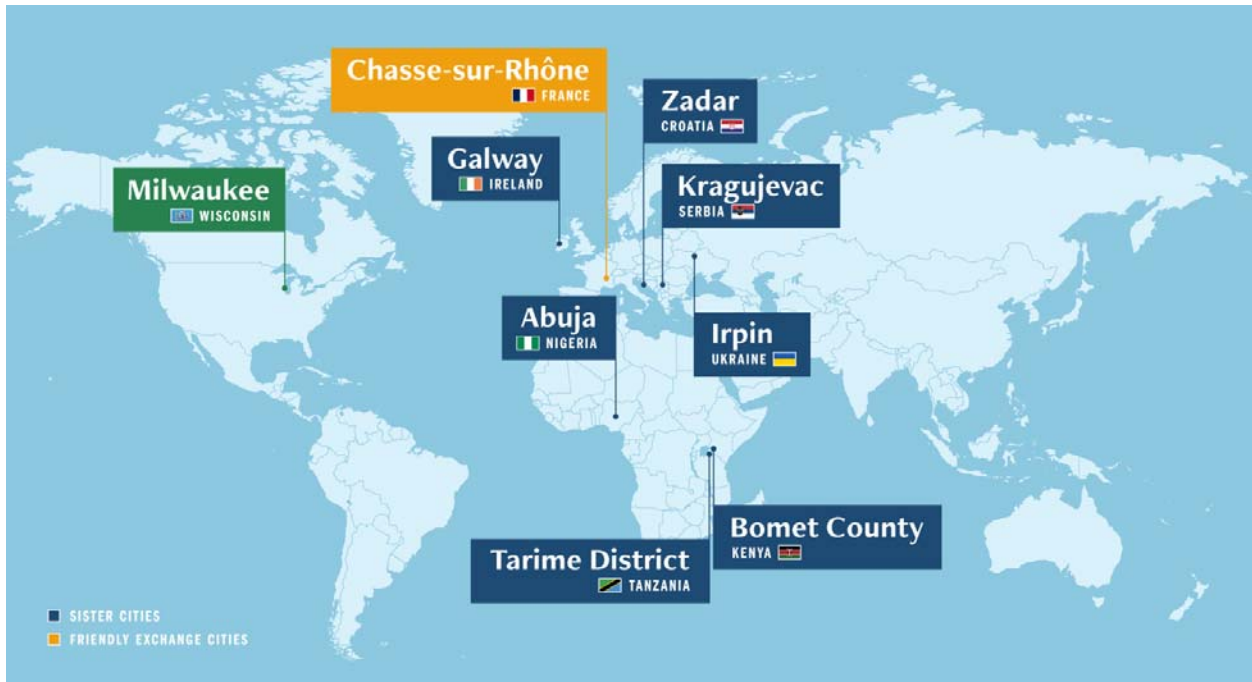 Chasse-sur-Rhône
FRANCE
Zadar
CROATIA
Galway
IRELAND
Milwaukee
WISCONSIN
Kragujevac
SERBIA
Abuja
NIGERIA
Irpin
UKRAINE
Bomet County
KENYA
Tarime District
TANZANIA
SISTER CITIES
FRIENDLY EXCHANGE CITIES